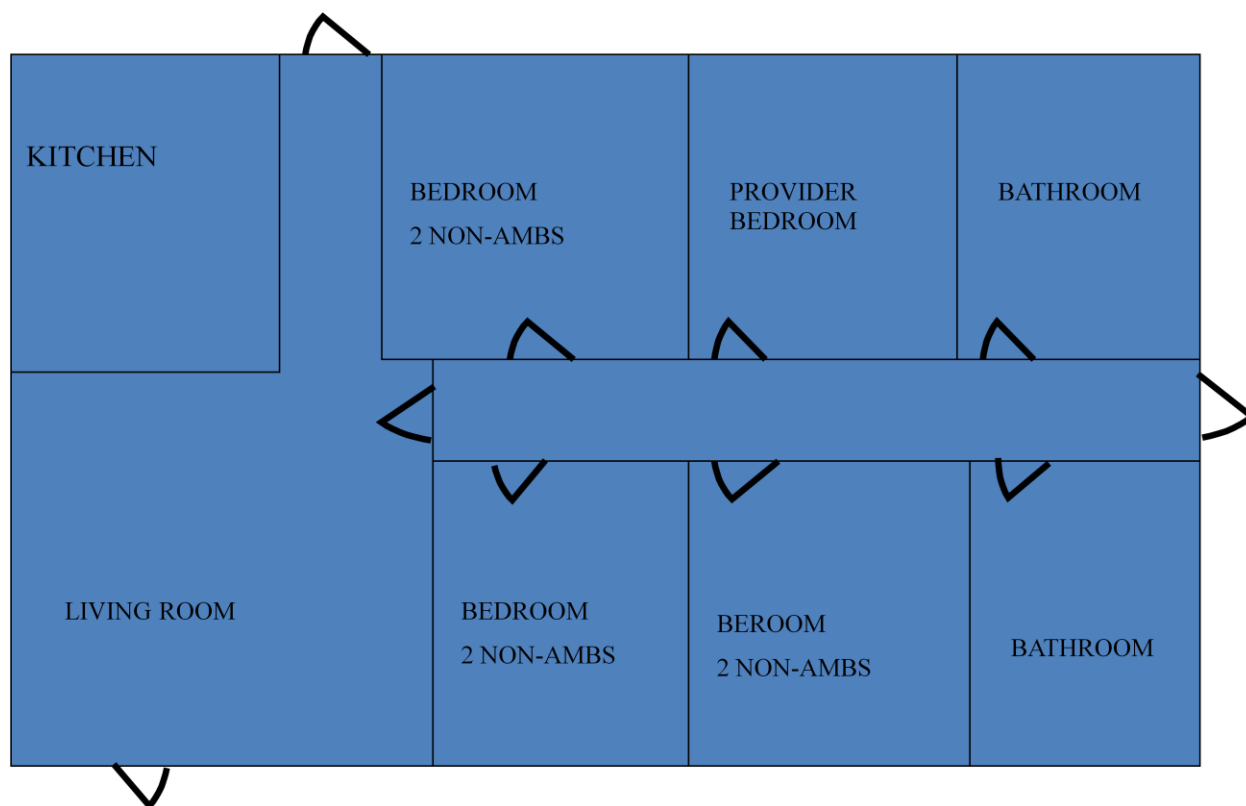 KITCHEN
BEDROOM
2 NON-AMBS
PROVIDER
BEDROOM
BATHROOM
LIVING ROOM
BEDROOM
2 NON-AMBS
BEROOM
2 NON-AMBS
BATHROOM